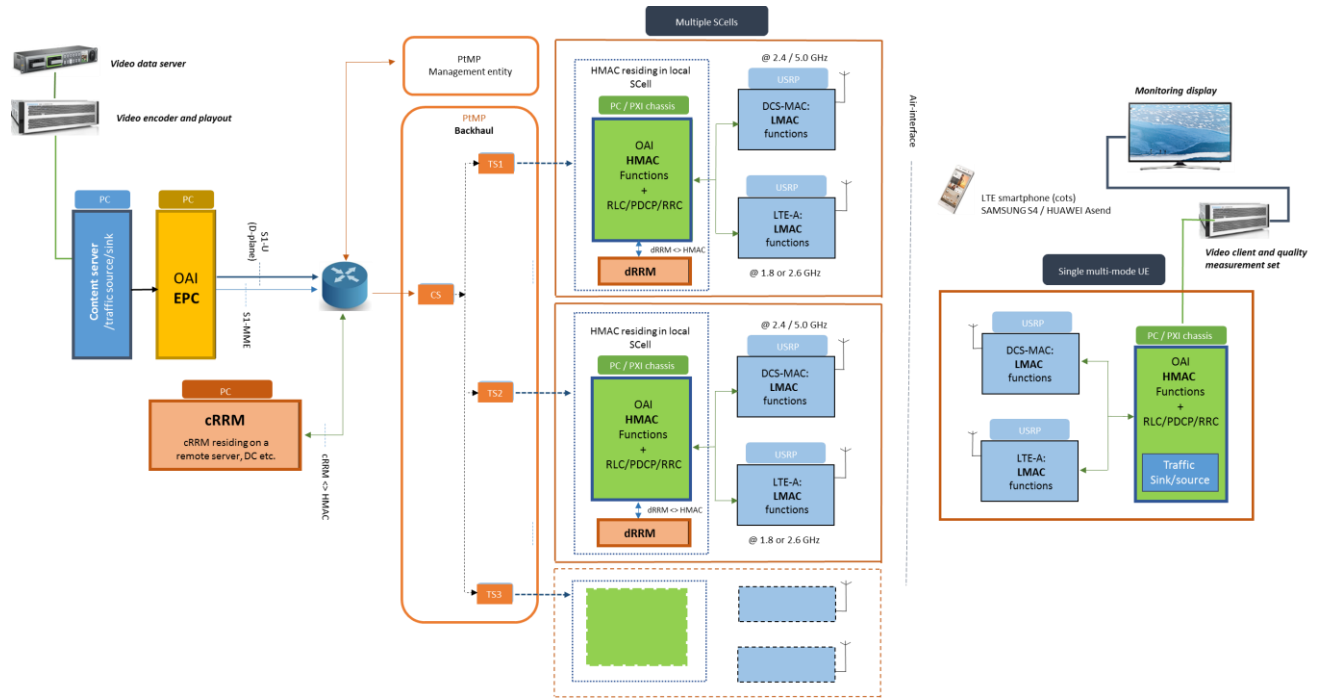 Multiple SCells
Video data server
Video encoder and playout
PC
Content server
/traffic source/sink
PC
OAI
EPC
S1-U
(D-plane)
S1-MME
PC
cRRM
cRRM residing on a
remote server, DC etc.
cRRM <> HMAC
PtMP
Management entity
PtMP
Backhaul
CS
TS1
TS2
TS3
HMAC residing in local
SCell
PC / PXI chassis
OAI
HMAC
Functions
+
RLC/PDCP/RRC
dRRM <> HMAC
dRRM
@ 2.4 / 5.0 GHz
USRP
DCS-MAC:
LMAC
functions
USRP
LTE-A:
LMAC
functions
@ 1.8 or 2.6 GHz
HMAC residing in local
SCell
PC / PXI chassis
OAI
HMAC
Functions
+
RLC/PDCP/RRC
dRRM <> HMAC
dRRM
@ 2.4 / 5.0 GHz
USRP
DCS-MAC:
LMAC
functions
USRP
LTE-A:
LMAC
functions
@ 1.8 or 2.6 GHz
Air-interface
Monitoring display
LTE smartphone (cots)
SAMSUNG S4 / HUAWEI Asend
Video client and quality
measurement set
Single multi-mode UE
USRP
DCS-MAC:
LMAC
functions
USRP
LTE-A:
LMAC
functions
PC / PXI chassis
OAI
HMAC
Functions
+
RLC/PDCP/RRC
Traffic
Sink/source